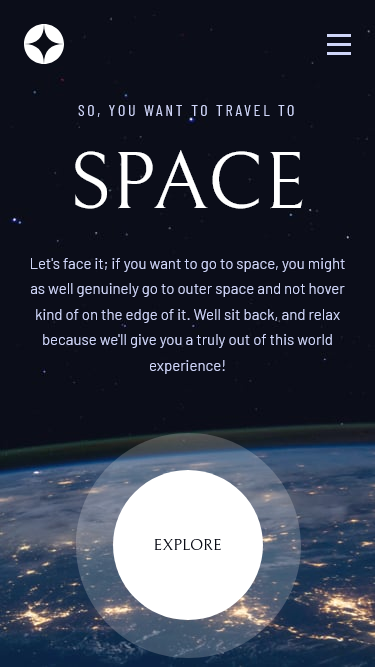 SO, YOU WANT TO TRAVEL TO
SPACE
Let's face it; if you want to go to space, you might
as well genuinely go to outer space and not hover
kind of on the edge of it. Well sit back, and relax
because we'll give you a truly out of this world
experience!
EXPLORE